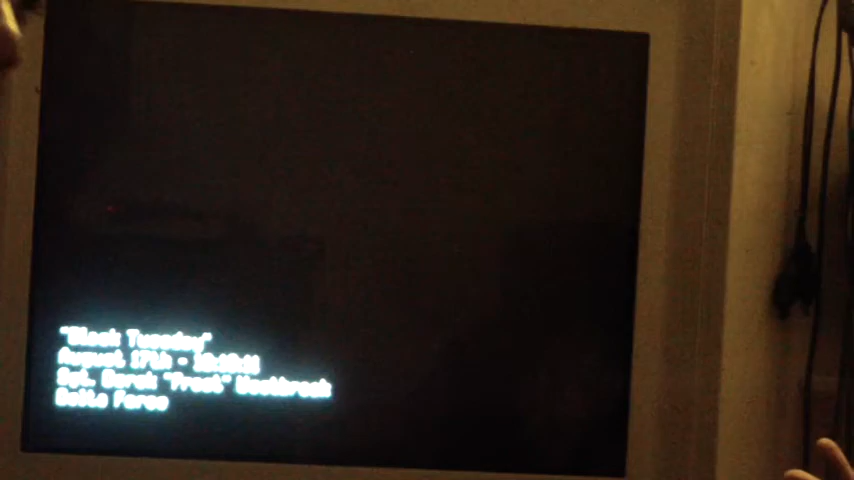 "Black Tuesday"
August 17th -
Sgt. Derek "Frost" Westbrook
Delta Force